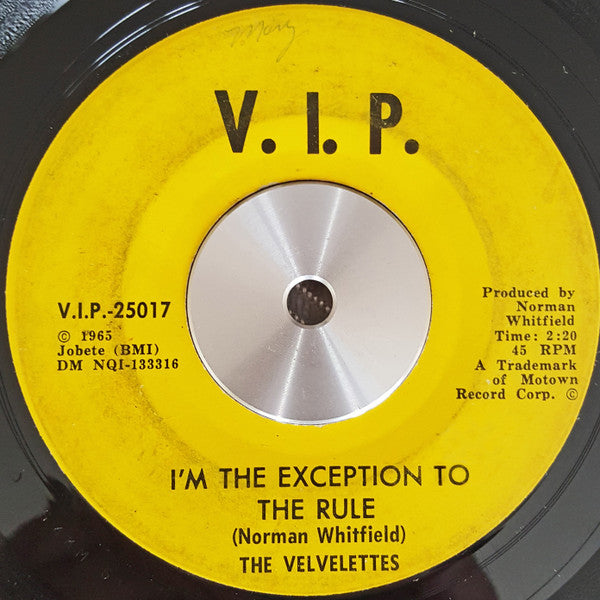 V. I. P.
V.I.P.-25017
© 1965
Jobete (BMI)
DM NQI-133316
Produced by
Norman
Whitfield
Time: 2:20
45 RPM
A Trademark
of Motown
Record Corp. ©
I'M THE EXCEPTION TO
THE RULE
(Norman Whitfield)
THE VELVELETTES